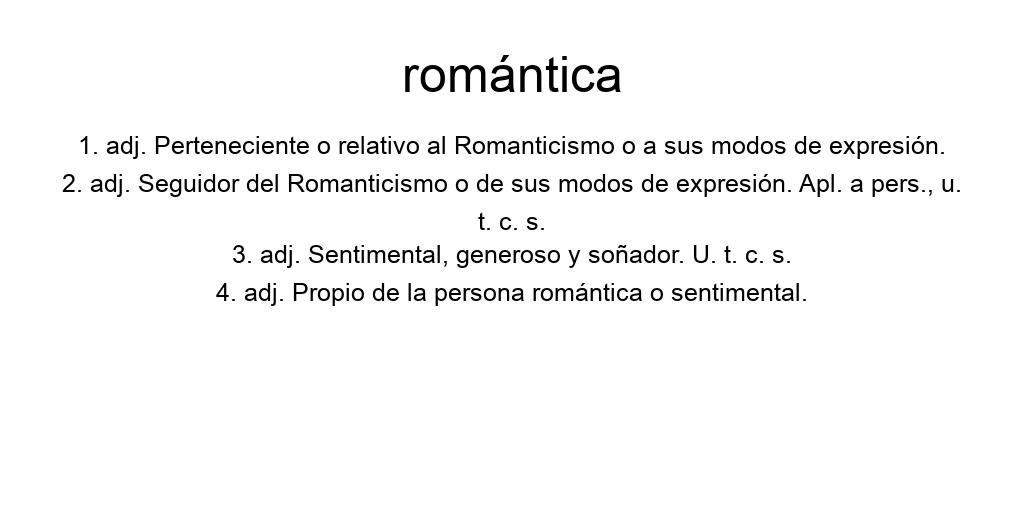 romántica
1. adj. Perteneciente o relativo al Romanticismo o a sus modos de expresión.
2. adj. Seguidor del Romanticismo o de sus modos de expresión. Apl. a pers., u.
t. c. s.
3. adj. Sentimental, generoso y soñador. U. t. c. s.
4. adj. Propio de la persona romántica o sentimental.